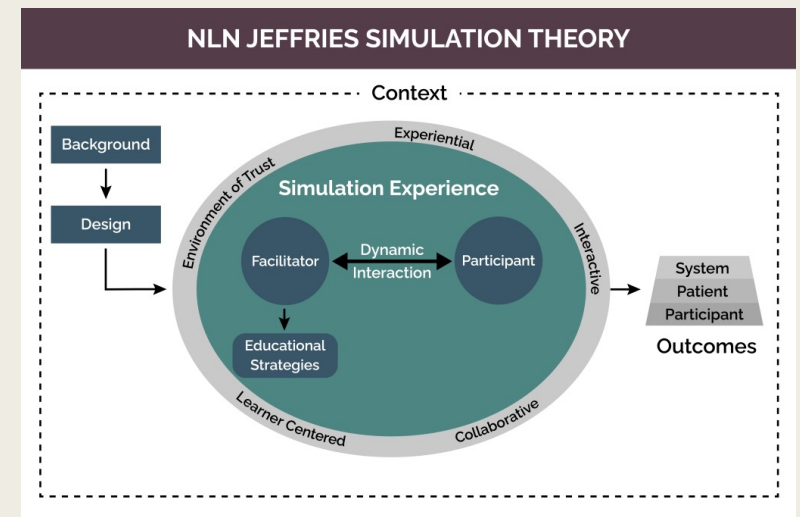 NLN JEFFRIES SIMULATION THEORY
Context
Background
Design
Environment of Trust
Experiential
Interactive
Simulation Experience
Facilitator
Dynamic
Interaction
Participant
Educational
Strategies
Learner Centered
Collaborative
System
Patient
Participant
Outcomes